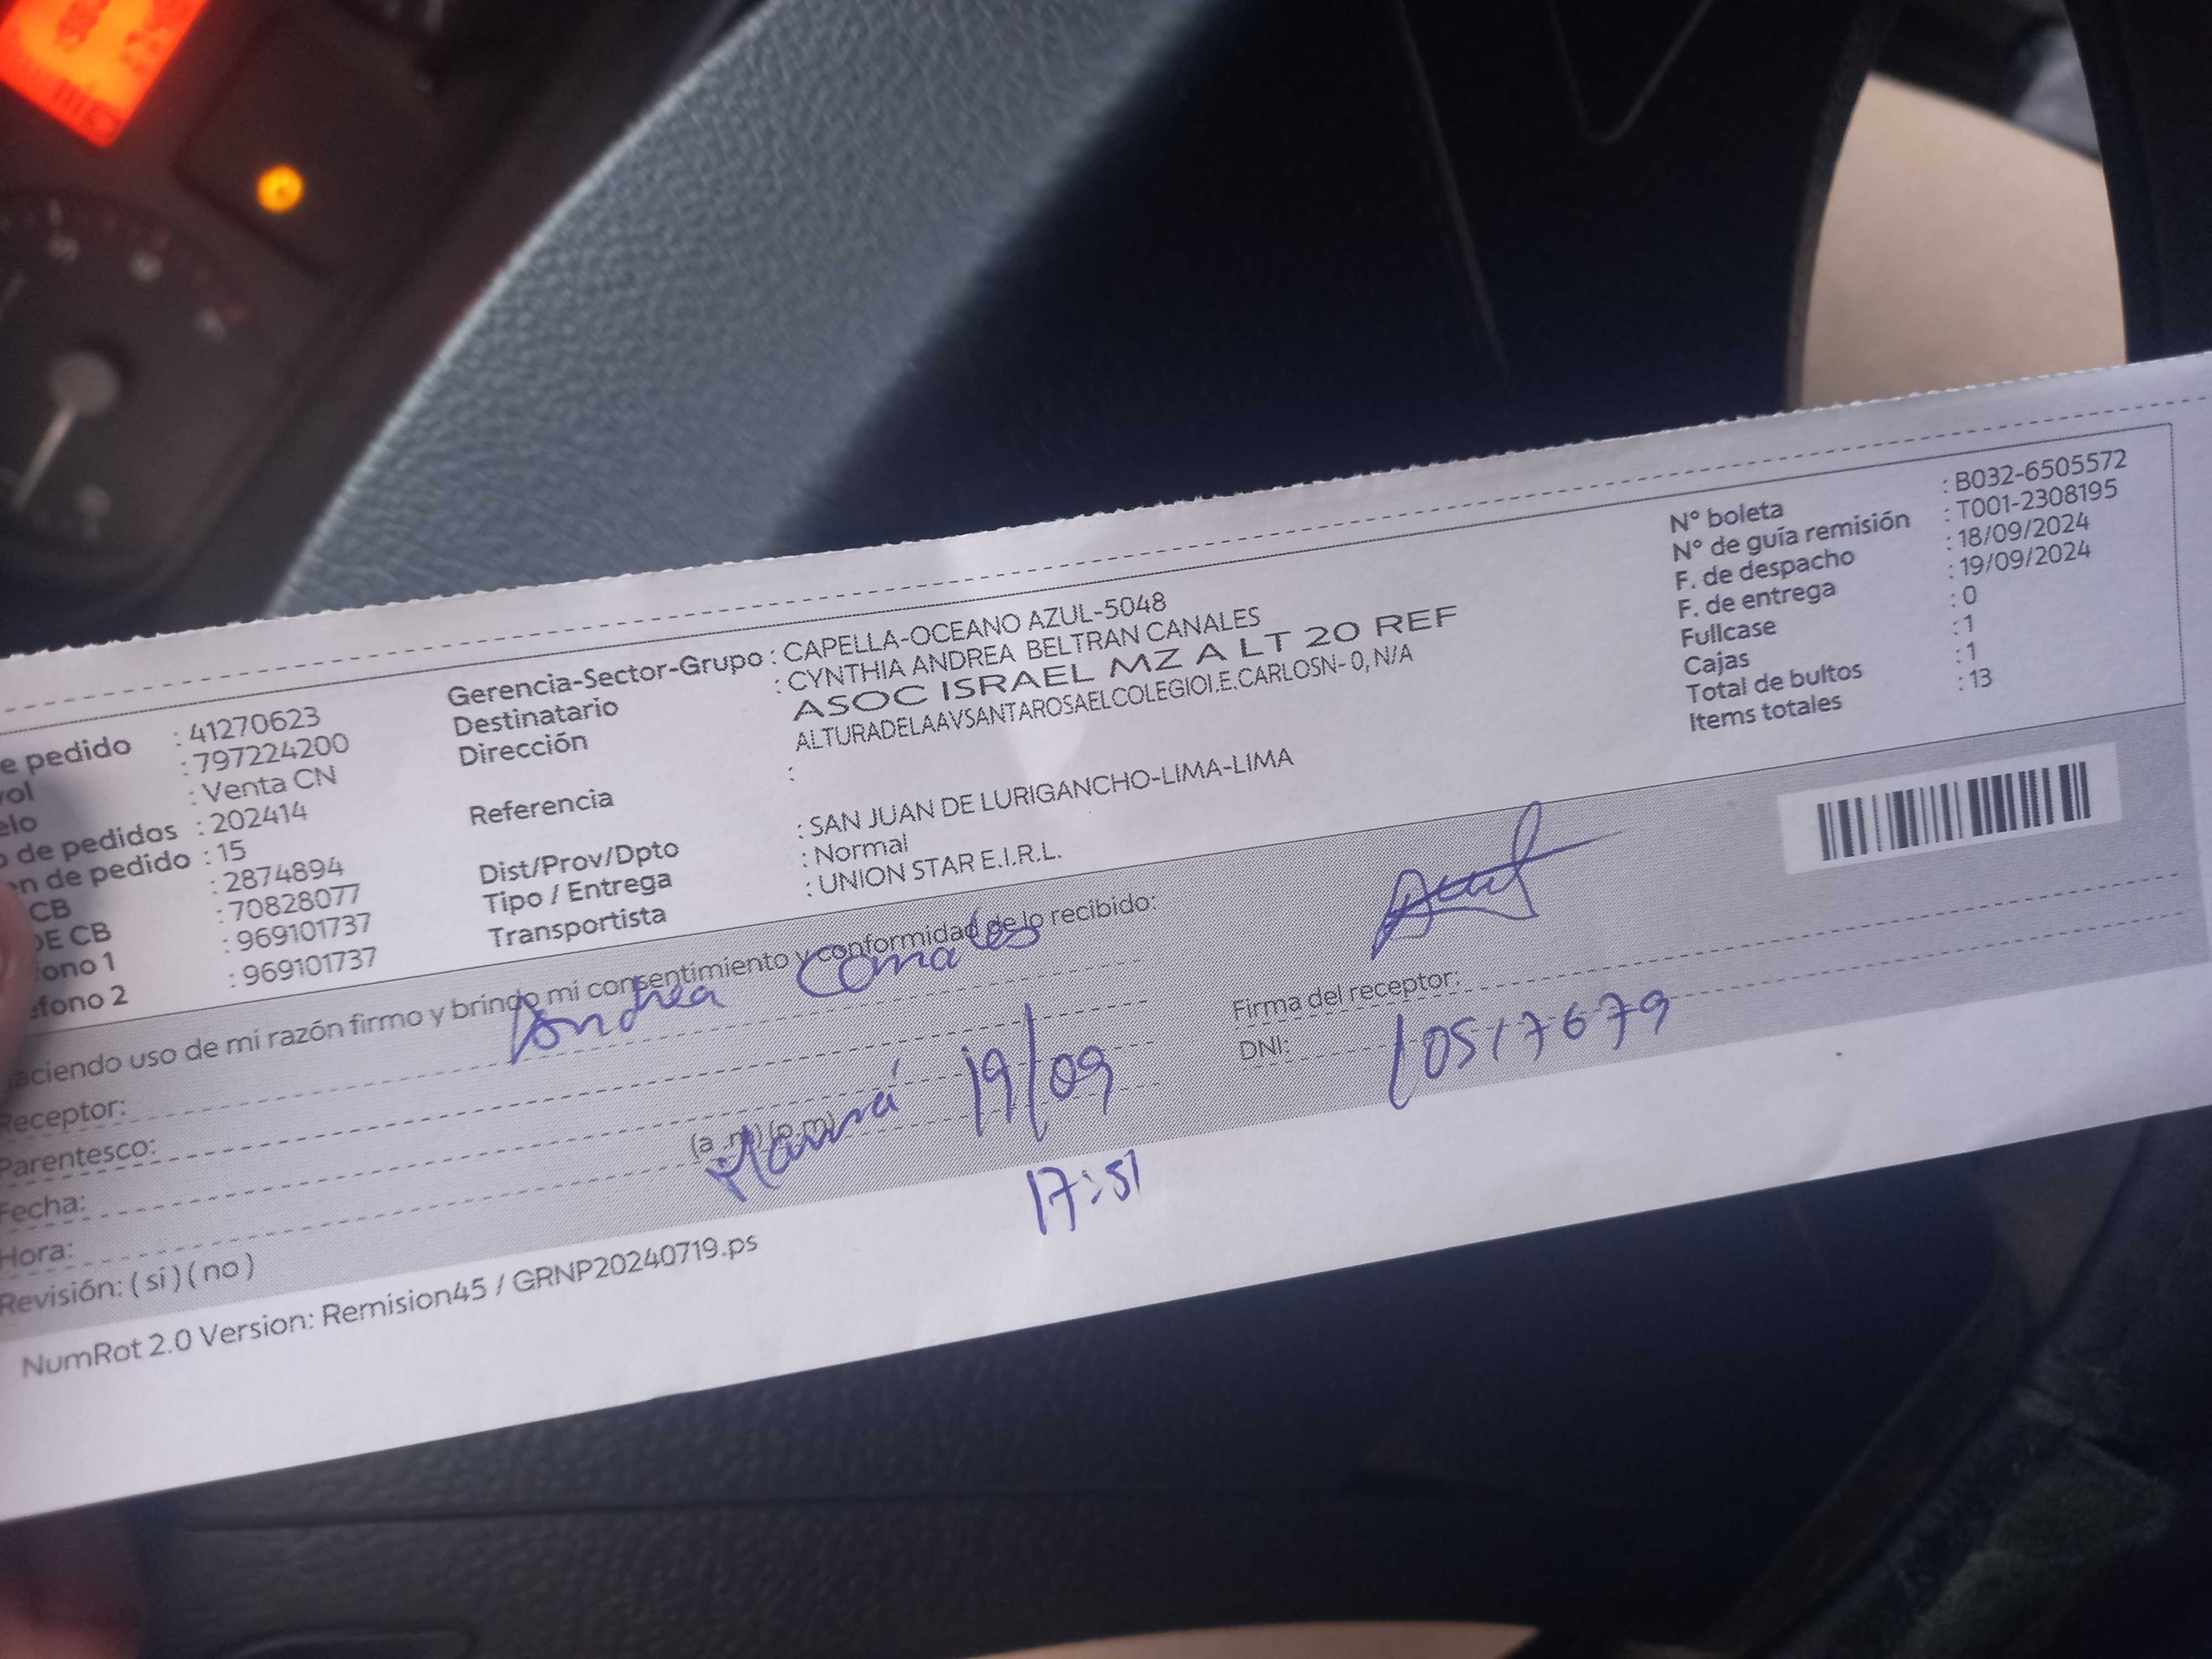 e pedido : 41270623
vol : 797224200
elo : Venta CN
o de pedidos : 202414
en de pedido : 15
CB : 2874894
DE CB : 70828077
fono 1 : 969101737
éfono 2 : 969101737
Gerencia-Sector-Grupo : CAPELLA-OCEANO AZUL-5048
Destinatario : CYNTHIA ANDREA BELTRAN CANALES
Dirección ASOC ISRAEL MZ A LT 20 REF
ALTURADELAAVSANTAROSAELCOLEGIOI.E.CARLOSN- 0, N/A
Referencia :
Dist/Prov/Dpto : SAN JUAN DE LURIGANCHO-LIMA-LIMA
Tipo / Entrega : Normal
Transportista : UNION STAR E.I.R.L.
N° boleta : B032-6505572
N° de guía remisión : T001-2308195
F. de despacho : 18/09/2024
F. de entrega : 19/09/2024
Fullcase : 0
Cajas : 1
Total de bultos : 1
Items totales : 13
aciendo uso de mi razón firmo y brindo mi consentimiento y conformidad de lo recibido:
Receptor: Andrea Canales
Parentesco: Mamá
Fecha: 19/09
Hora: (a .m) (p.m) 17:51
Revisión: ( si ) ( no )
Firma del receptor:
DNI: 10517679
NumRot 2.0 Version: Remision45 / GRNP20240719.ps